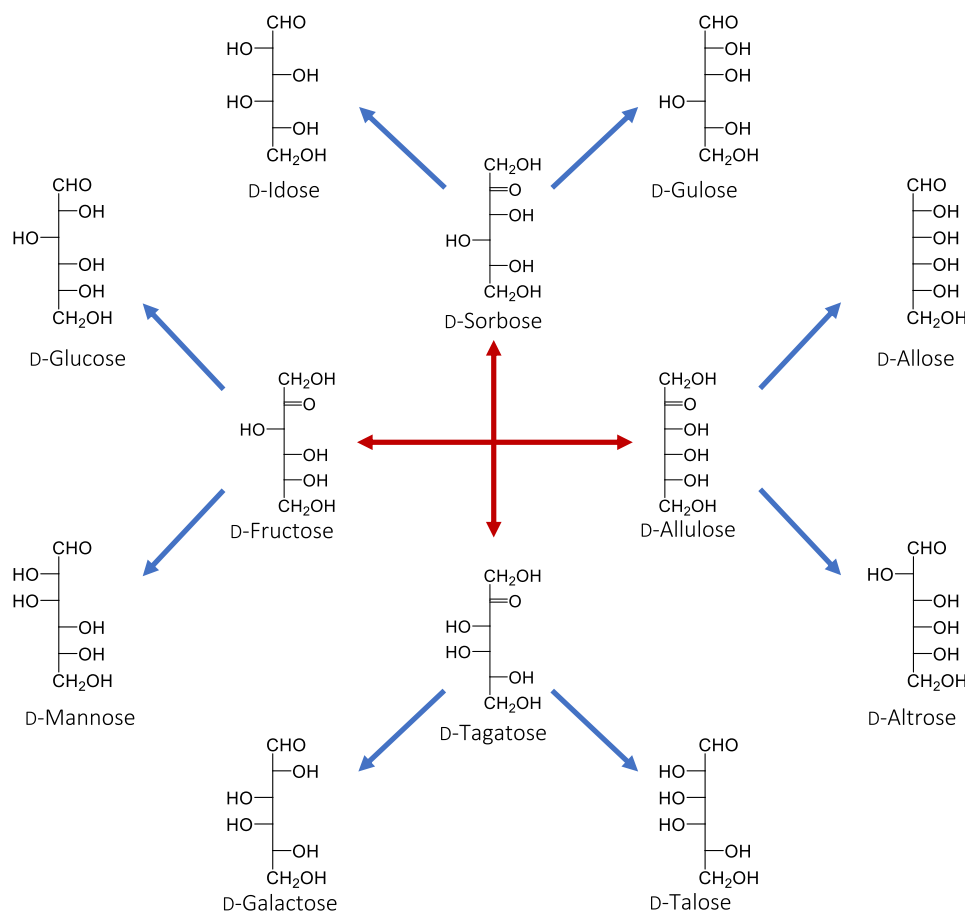 CHO
HO
OH
HO
OH
CH₂OH
D-Idose
CHO
OH
OH
HO
OH
CH₂OH
D-Gulose
CH₂OH
O
OH
HO
OH
CH₂OH
D-Sorbose
CHO
OH
HO
OH
OH
CH₂OH
D-Glucose
CHO
OH
OH
OH
OH
CH₂OH
D-Allose
CH₂OH
O
HO
OH
OH
CH₂OH
D-Fructose
CH₂OH
O
OH
OH
OH
CH₂OH
D-Allulose
CHO
HO
HO
OH
OH
CH₂OH
D-Mannose
CH₂OH
O
HO
HO
OH
CH₂OH
D-Tagatose
CHO
HO
OH
OH
OH
CH₂OH
D-Altrose
CHO
OH
HO
HO
OH
CH₂OH
D-Galactose
CHO
HO
HO
HO
OH
CH₂OH
D-Talose